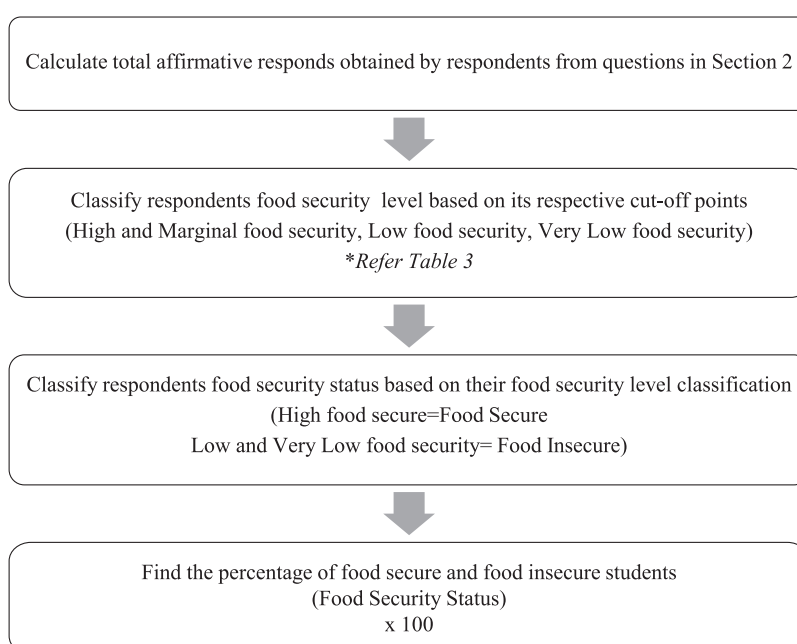 Calculate total affirmative responds obtained by respondents from questions in Section 2
Classify respondents food security level based on its respective cut-off points
(High and Marginal food security, Low food security, Very Low food security)
*Refer Table 3
Classify respondents food security status based on their food security level classification
(High food secure=Food Secure
Low and Very Low food security= Food Insecure)
Find the percentage of food secure and food insecure students
(Food Security Status)
x 100